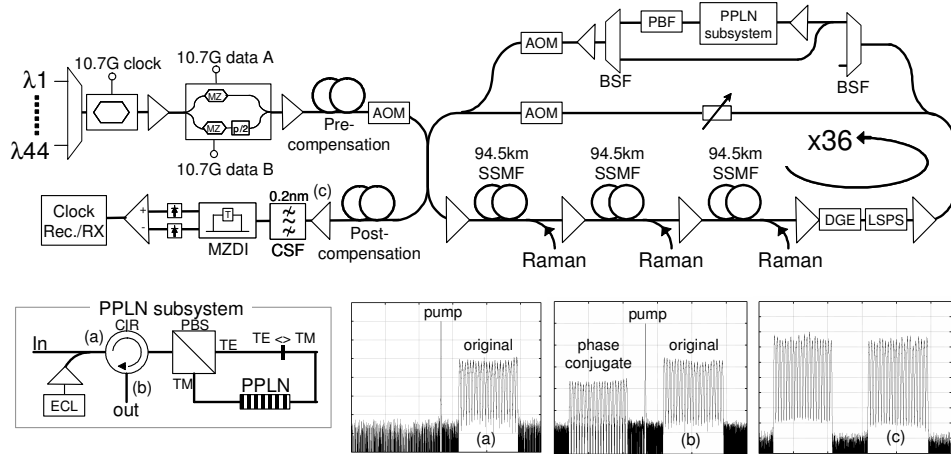 10.7G clock
10.7G data A
λ1
λ44
MZ
MZ
p/2
10.7G data B
Pre-
compensation
AOM
AOM
BSF
PBF
PPLN
subsystem
BSF
AOM
x36
94.5km
SSMF
94.5km
SSMF
94.5km
SSMF
Raman
Raman
Raman
DGE
LSPS
Clock
Rec./RX
+
-
T
MZDI
0.2nm
CSF
(c)
Post-
compensation
PPLN subsystem
In
(a)
CIR
PBS
TE
TE <> TM
TM
PPLN
(b)
out
ECL
pump
original
(a)
pump
phase
conjugate
original
(b)
(c)